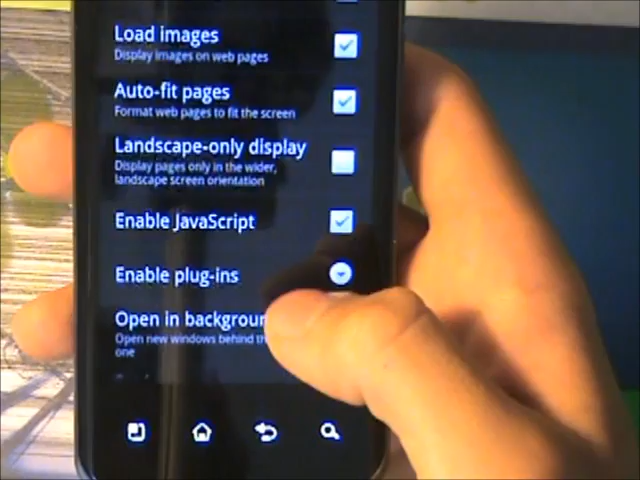 Load images
Display images on web pages
Auto-fit pages
Format web pages to fit the screen
Landscape-only display
Display pages only in the wider,
landscape screen orientation
Enable JavaScript
Enable plug-ins
Open in
Open new windows behind
one